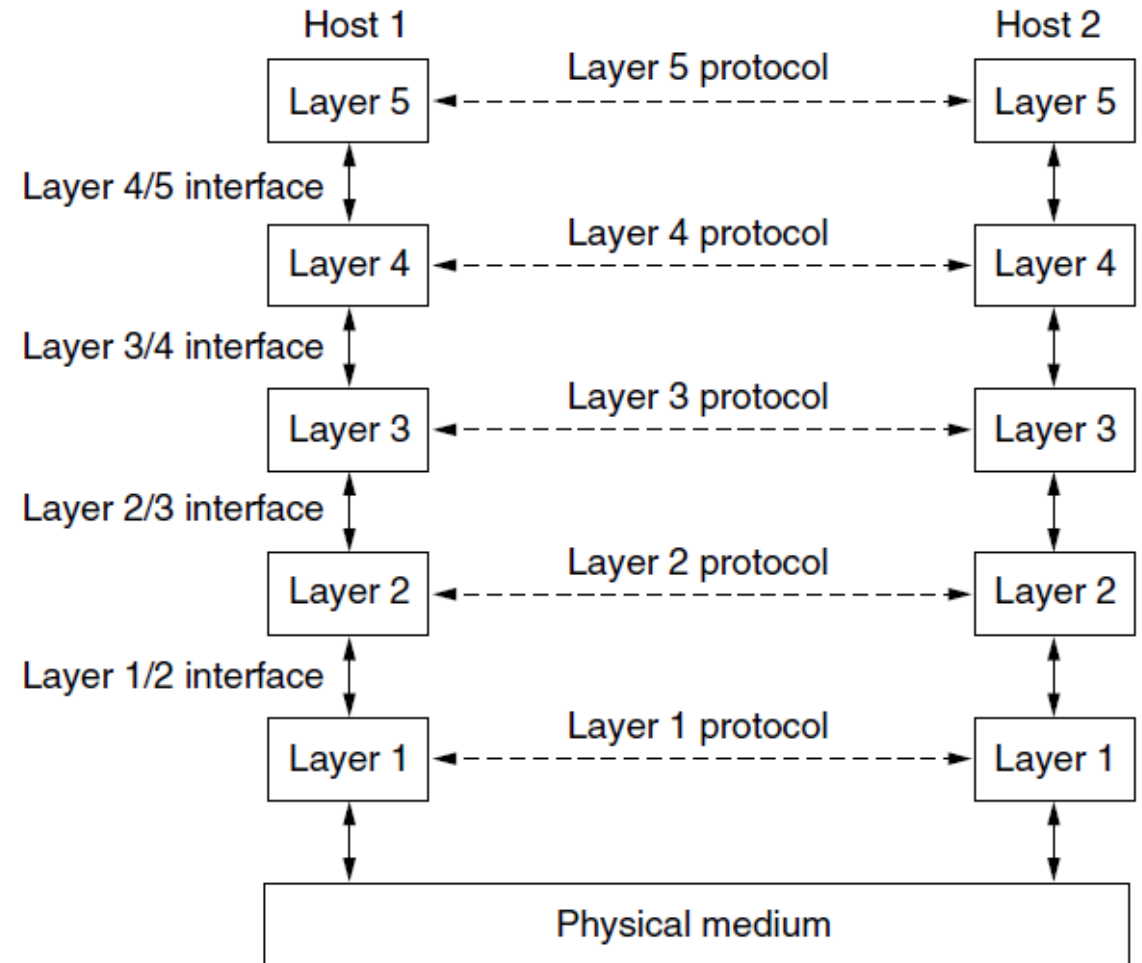 Host 1
Host 2
Layer 5 protocol
Layer 5
Layer 5
Layer 4/5 interface
Layer 4 protocol
Layer 4
Layer 4
Layer 3/4 interface
Layer 3 protocol
Layer 3
Layer 3
Layer 2/3 interface
Layer 2 protocol
Layer 2
Layer 2
Layer 1/2 interface
Layer 1 protocol
Layer 1
Layer 1
Physical medium